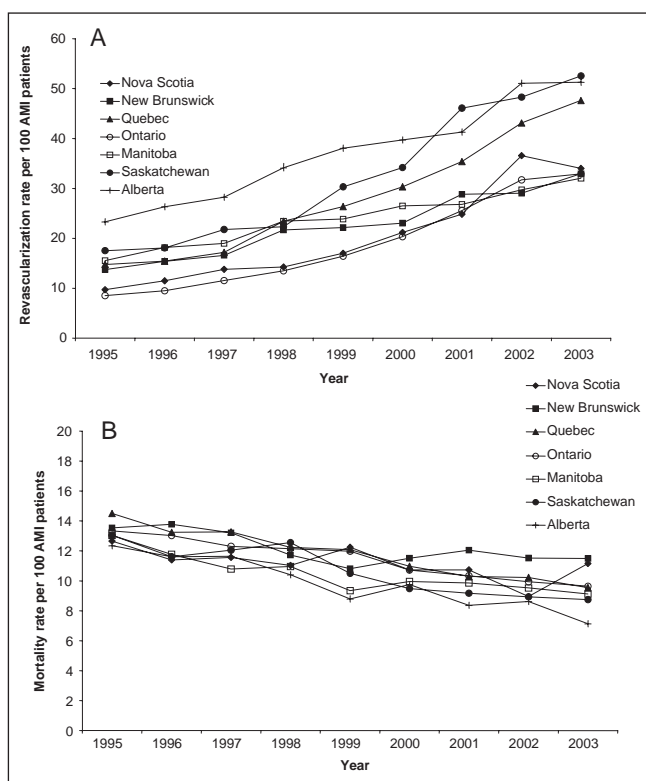 A
Revascularization rate per 100 AMI patients
60
50
40
30
20
10
0
Nova Scotia
New Brunswick
Quebec
Ontario
Manitoba
Saskatchewan
Alberta
1995 1996 1997 1998 1999 2000 2001 2002 2003
Year
B
Mortality rate per 100 AMI patients
20
18
16
14
12
10
8
6
4
2
0
Nova Scotia
New Brunswick
Quebec
Ontario
Manitoba
Saskatchewan
Alberta
1995 1996 1997 1998 1999 2000 2001 2002 2003
Year